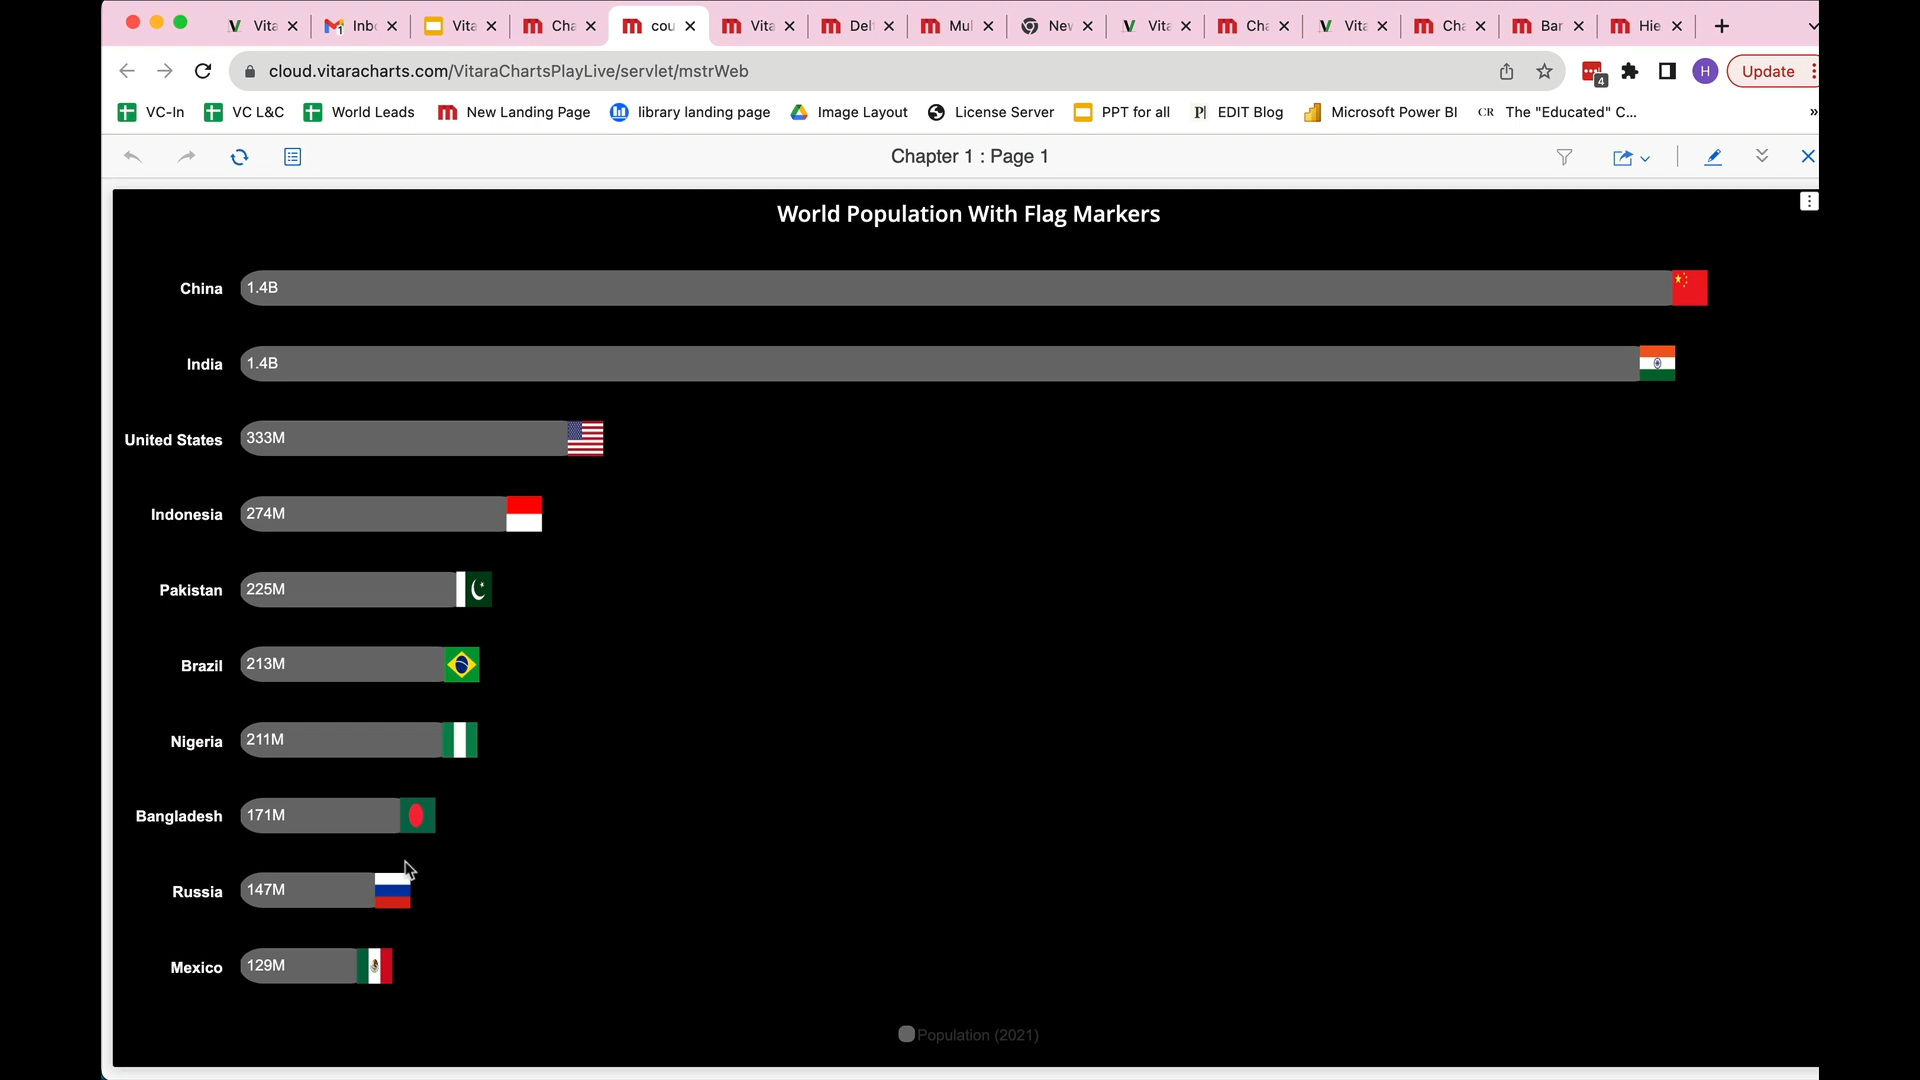 Vita Inb Vita Cha cou Vita Del Mul Nev Vita Cha Vita Cha Bar Hie
cloud.vitaracharts.com/VitaraChartsPlayLive/servlet/mstrWeb 4 H Update
VC-In VC L&C World Leads New Landing Page library landing page Image Layout License Server PPT for all P| EDIT Blog Microsoft Power BI CR The "Educated" C... »
Chapter 1 : Page 1
World Population With Flag Markers
China 1.4B
India 1.4B
United States 333M
Indonesia 274M
Pakistan 225M
Brazil 213M
Nigeria 211M
Bangladesh 171M
Russia 147M
Mexico 129M
Population (2021)